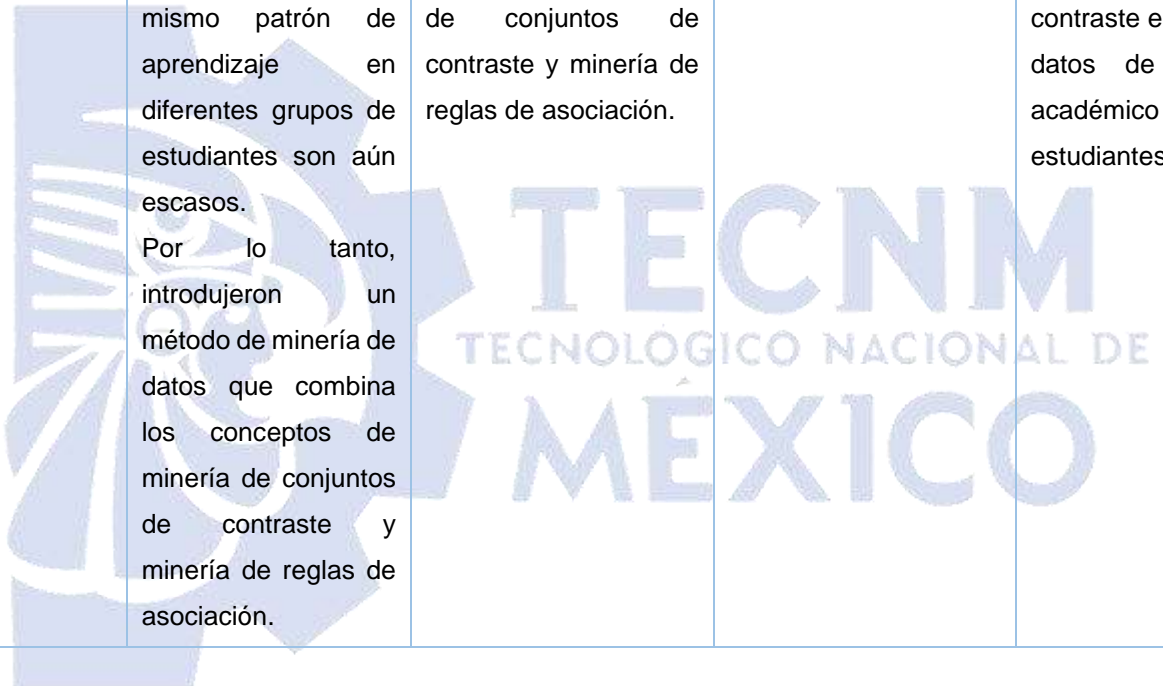 mismo patrón de
aprendizaje en
diferentes grupos de
estudiantes son aún
escasos.
Por lo tanto,
introdujeron un
método de minería de
datos que combina
los conceptos de
minería de conjuntos
de contraste y
minería de reglas de
asociación.
de conjuntos de
contraste y minería de
reglas de asociación.
contraste e
datos de
académico
estudiantes
TECNM
TECNOLÓGICO NACIONAL DE
MÉXICO